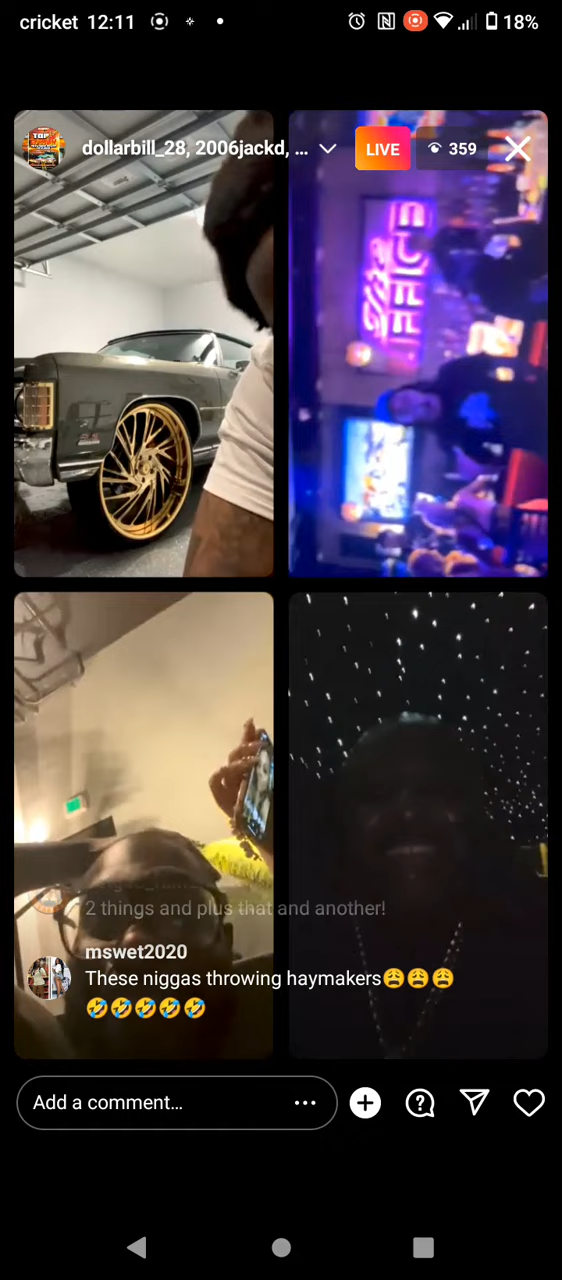 cricket 12:11
18%
dollarbill_28, 2006jackd, ...
LIVE
359
2 things and plus that and another!
mswet2020
These niggas throwing haymakers😩😩😩
🤣🤣🤣🤣🤣
Add a comment…